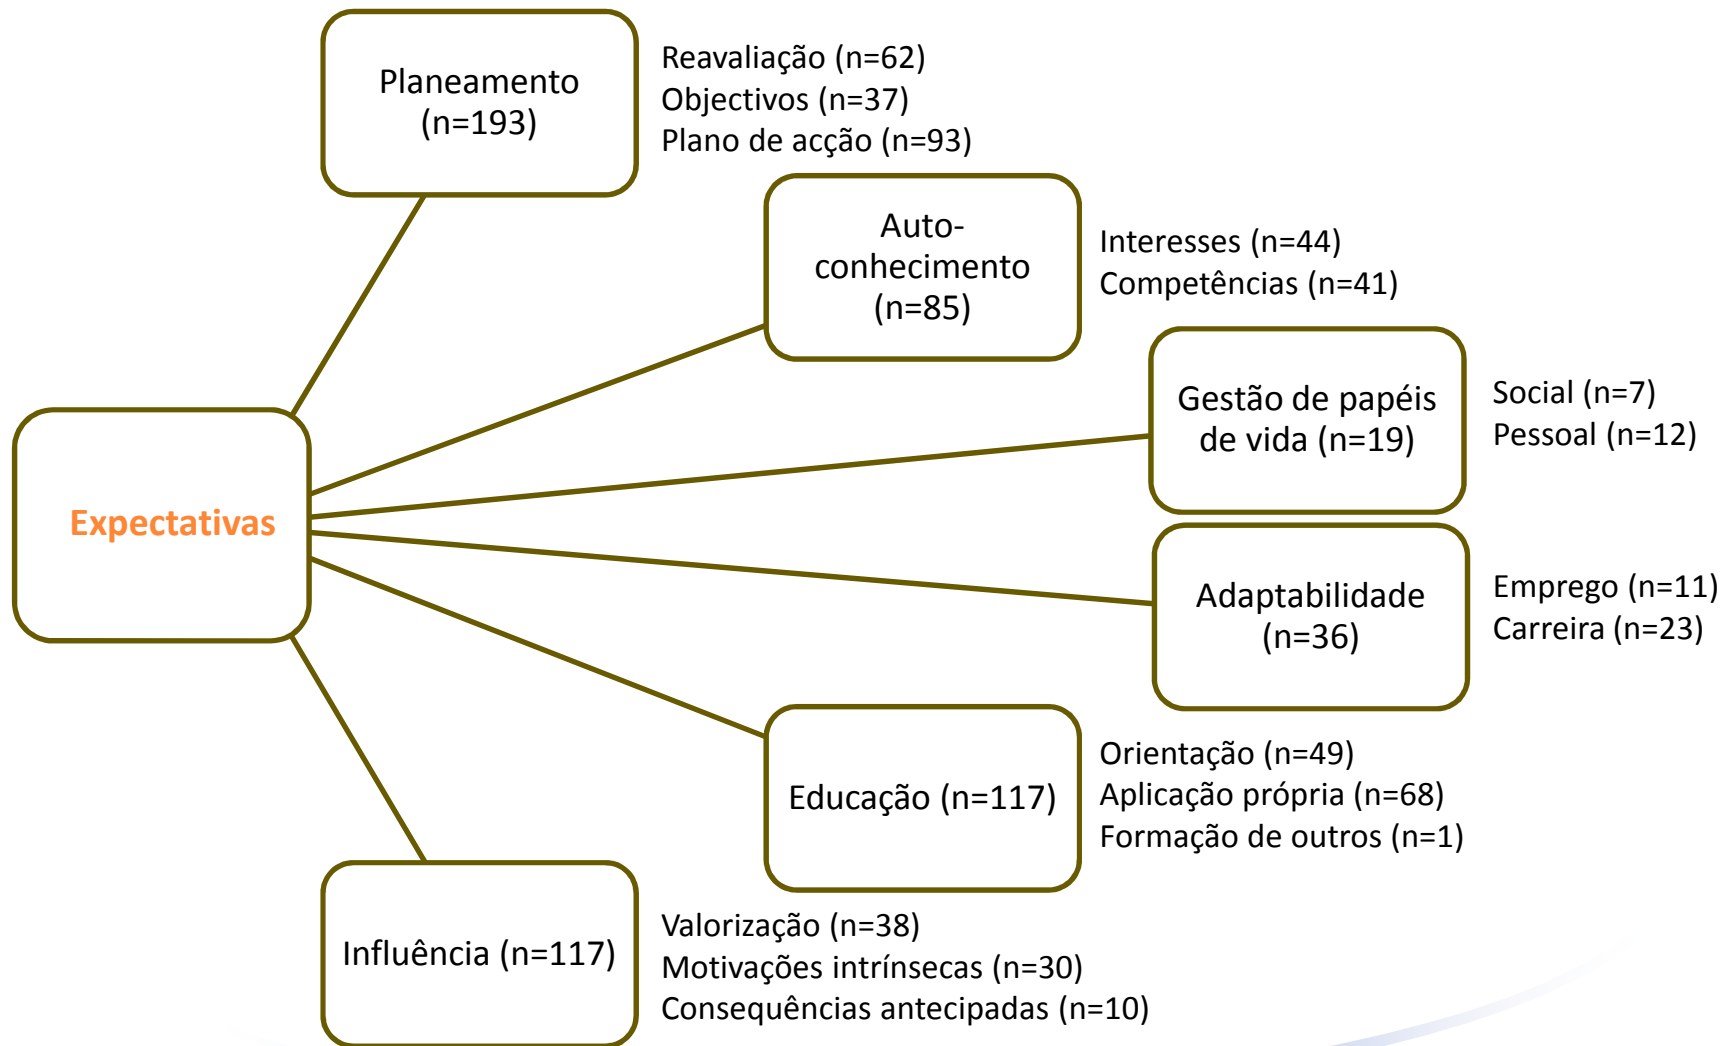 Planeamento
(n=193)
Reavaliação (n=62)
Objectivos (n=37)
Plano de acção (n=93)
Auto-
conhecimento
(n=85)
Interesses (n=44)
Competências (n=41)
Gestão de papéis
de vida (n=19)
Social (n=7)
Pessoal (n=12)
Expectativas
Adaptabilidade
(n=36)
Emprego (n=11)
Carreira (n=23)
Educação (n=117)
Orientação (n=49)
Aplicação própria (n=68)
Formação de outros (n=1)
Influência (n=117)
Valorização (n=38)
Motivações intrínsecas (n=30)
Consequências antecipadas (n=10)